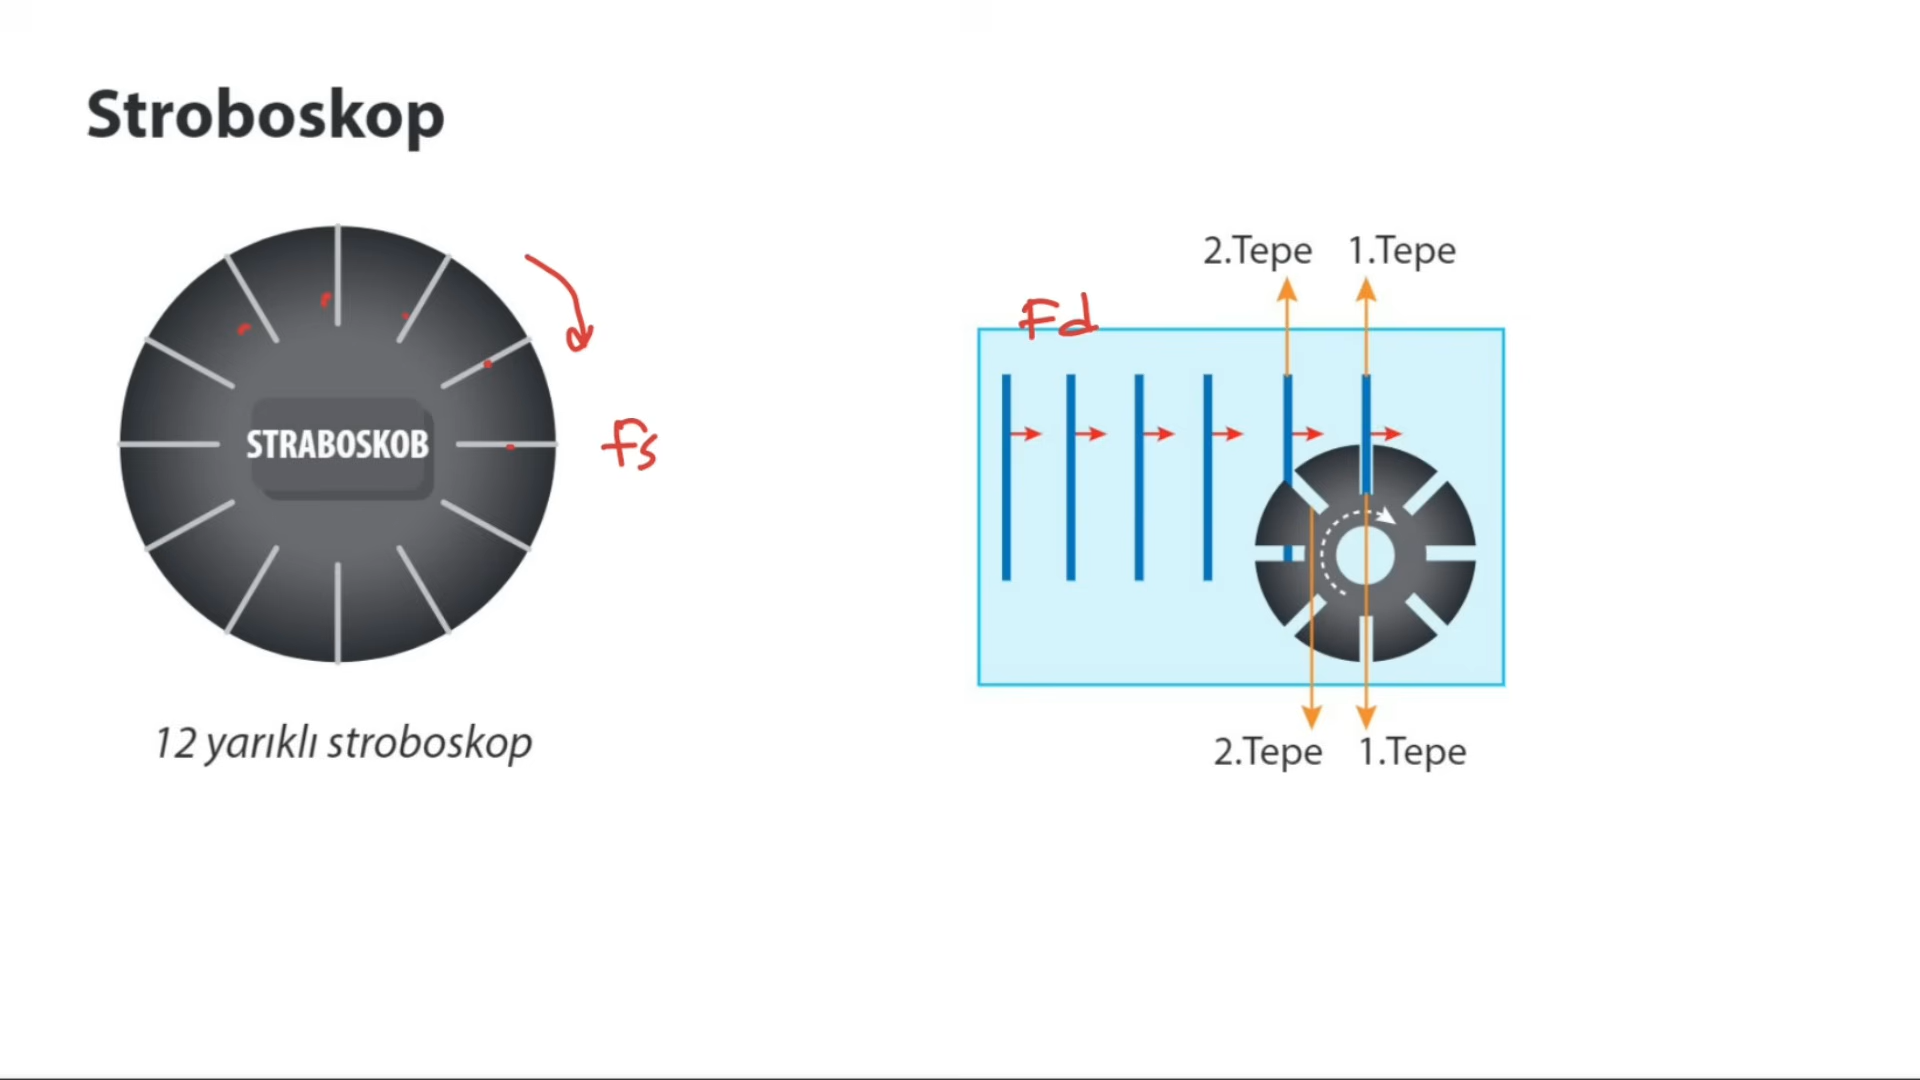 Stroboskop
2.Tepe 1.Tepe
Fd
STRABOSKOB
fs
12 yarıklı stroboskop
2.Tepe 1.Tepe